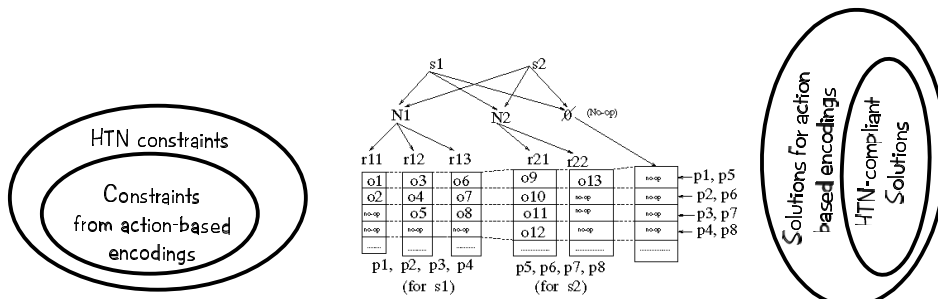 HTN constraints
Constraints
from action-based
encodings
s1 s2
N1 N2 0 (No-op)
r11 r12 r13 r21 r22
o1 o3 o6 o9 o13 no-op p1, p5
o2 o4 o7 o10 no-op no-op p2, p6
no-op o5 o8 o11 no-op no-op p3, p7
no-op no-op no-op o12 no-op p4, p8
p1, p2, p3, p4 p5, p6, p7, p8
(for s1) (for s2)
Solutions for action
based encodings
HTN-compliant
Solutions